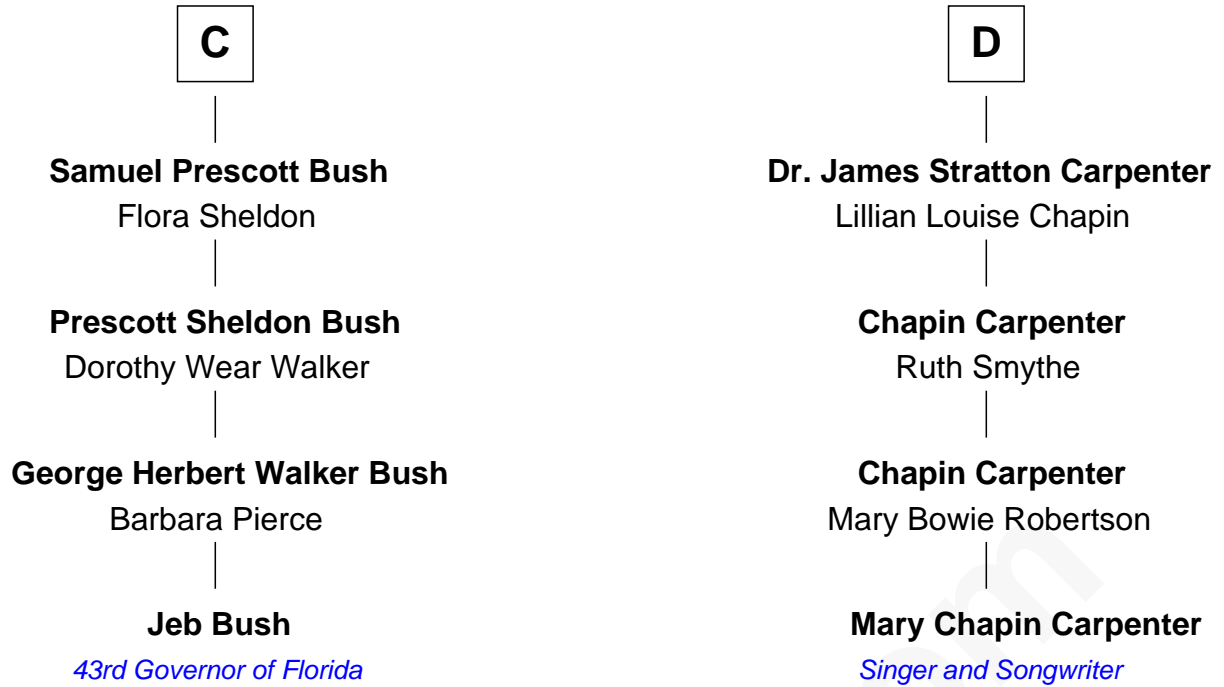 C
Samuel Prescott Bush
Flora Sheldon
Prescott Sheldon Bush
Dorothy Wear Walker
George Herbert Walker Bush
Barbara Pierce
Jeb Bush
43rd Governor of Florida
D
Dr. James Stratton Carpenter
Lillian Louise Chapin
Chapin Carpenter
Ruth Smythe
Chapin Carpenter
Mary Bowie Robertson
Mary Chapin Carpenter
Singer and Songwriter